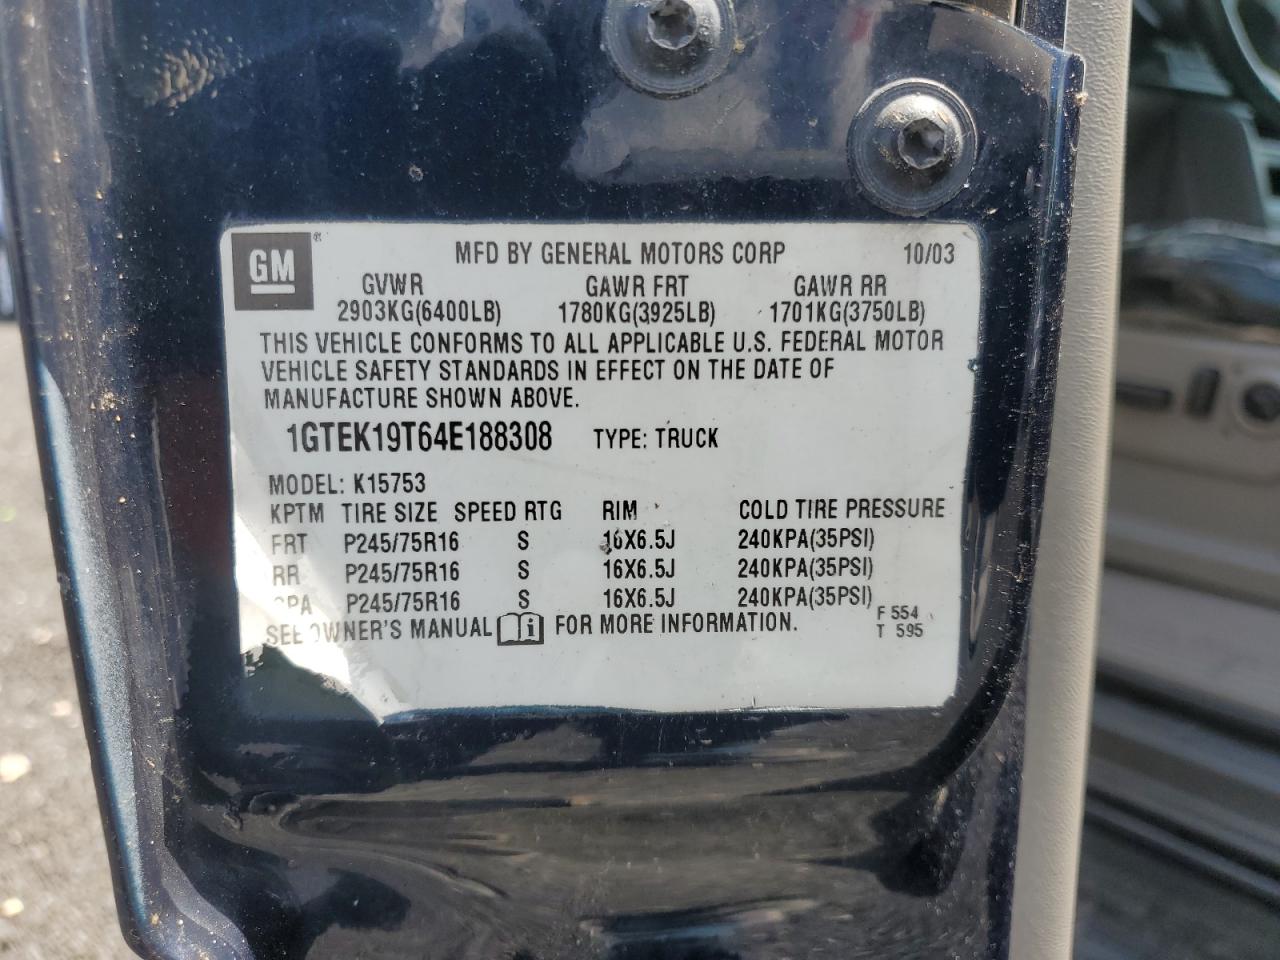 GM ® MFD BY GENERAL MOTORS CORP 10/03
GVWR GAWR FRT GAWR RR
2903KG(6400LB) 1780KG(3925LB) 1701KG(3750LB)
THIS VEHICLE CONFORMS TO ALL APPLICABLE U.S. FEDERAL MOTOR
VEHICLE SAFETY STANDARDS IN EFFECT ON THE DATE OF
MANUFACTURE SHOWN ABOVE.
1GTEK19T64E188308 TYPE: TRUCK
MODEL: K15753
KPTM TIRE SIZE SPEED RTG RIM COLD TIRE PRESSURE
FRT P245/75R16 S 16X6.5J 240KPA(35PSI)
RR P245/75R16 S 16X6.5J 240KPA(35PSI)
SPA P245/75R16 S 16X6.5J 240KPA(35PSI)
SEE OWNER'S MANUAL i FOR MORE INFORMATION.
F 554
T 595